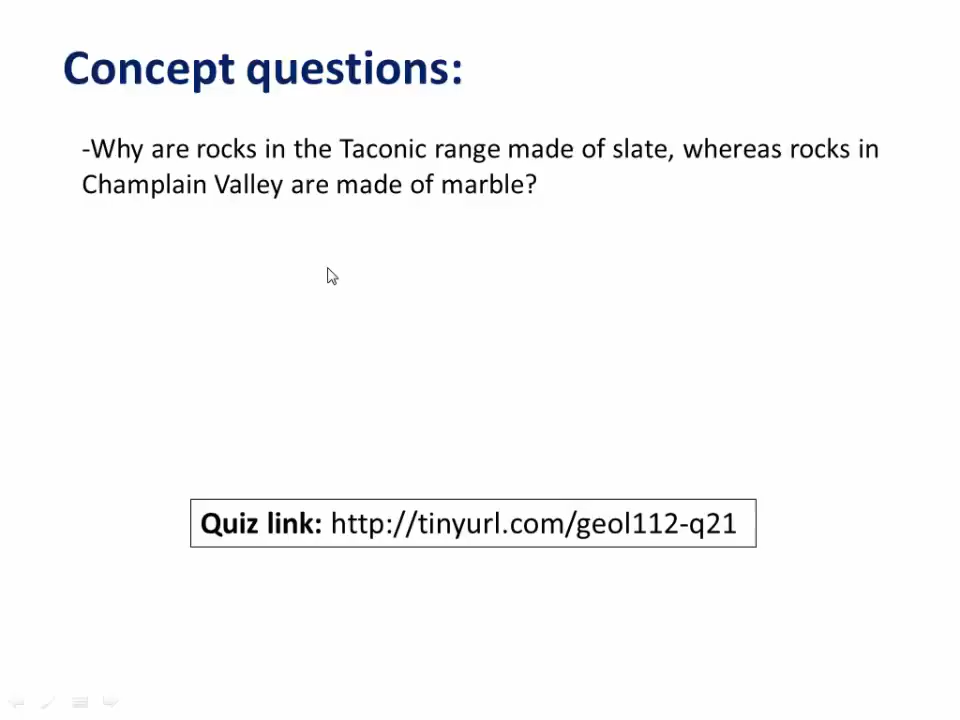 Concept questions:
-Why are rocks in the Taconic range made of slate, whereas rocks in
Champlain Valley are made of marble?
Quiz link: http://tinyurl.com/geol112-q21